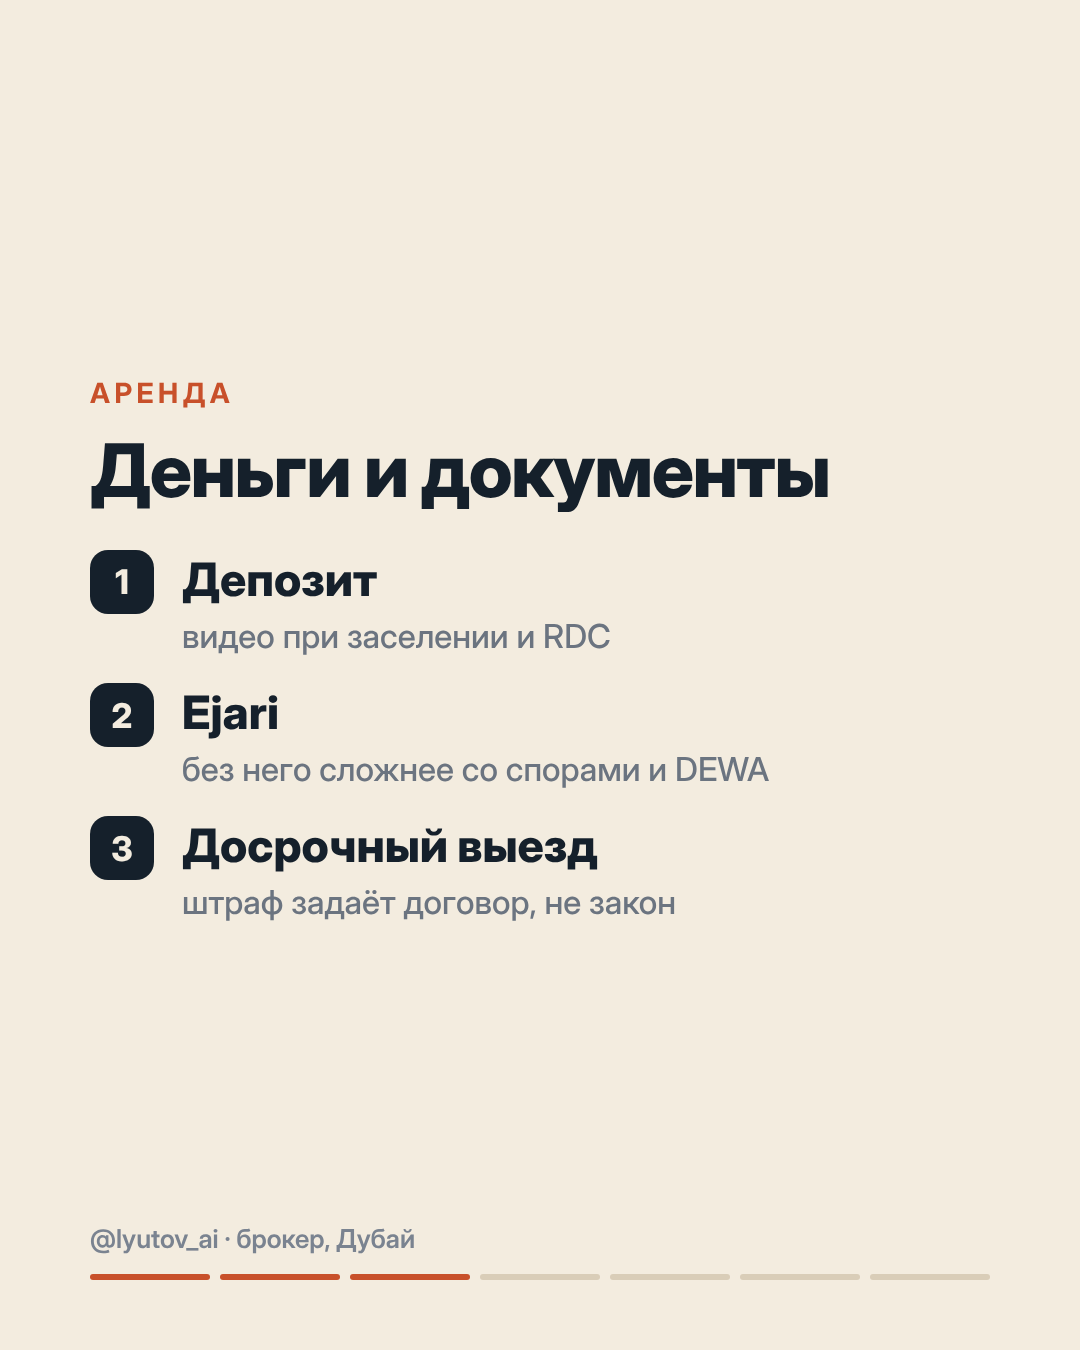 АРЕНДА
Деньги и документы
1 Депозит
видео при заселении и RDC
2 Ejari
без него сложнее со спорами и DEWA
3 Досрочный выезд
штраф задаёт договор, не закон
@lyutov_ai · брокер, Дубай